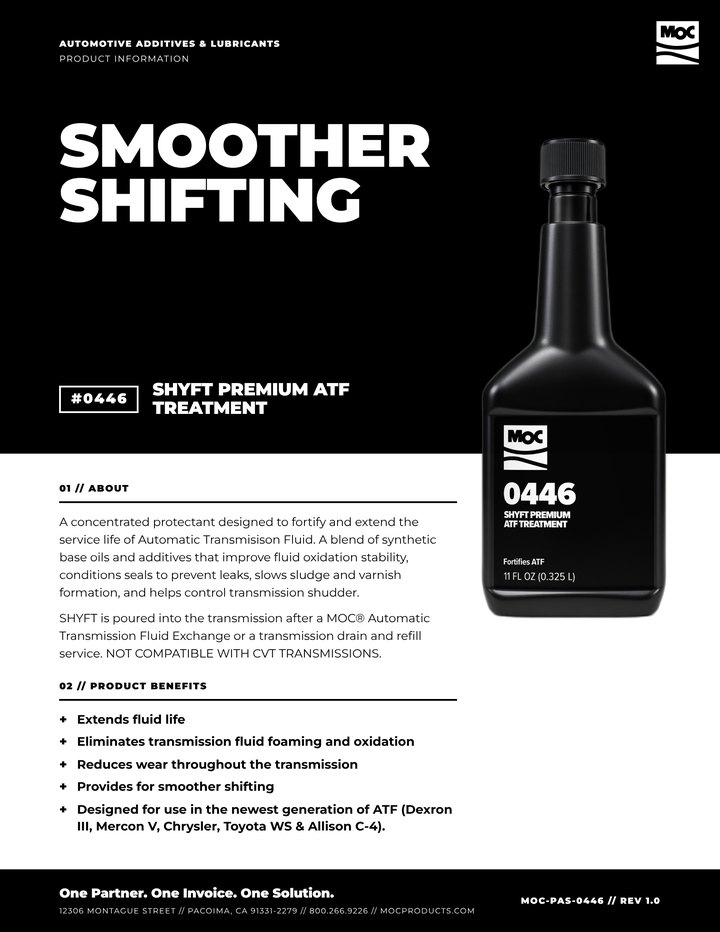 AUTOMOTIVE ADDITIVES & LUBRICANTS
PRODUCT INFORMATION
MOC
SMOOTHER
SHIFTING
#0446
SHYFT PREMIUM ATF
TREATMENT
MOC
0446
SHYFT PREMIUM
ATF TREATMENT
Fortifies ATF
11 FL OZ (0.325 L)
01 // ABOUT
A concentrated protectant designed to fortify and extend the
service life of Automatic Transmisison Fluid. A blend of synthetic
base oils and additives that improve fluid oxidation stability,
conditions seals to prevent leaks, slows sludge and varnish
formation, and helps control transmission shudder.
SHYFT is poured into the transmission after a MOC® Automatic
Transmission Fluid Exchange or a transmission drain and refill
service. NOT COMPATIBLE WITH CVT TRANSMISSIONS.
02 // PRODUCT BENEFITS
+ Extends fluid life
+ Eliminates transmission fluid foaming and oxidation
+ Reduces wear throughout the transmission
+ Provides for smoother shifting
+ Designed for use in the newest generation of ATF (Dexron
III, Mercon V, Chrysler, Toyota WS & Allison C-4).
One Partner. One Invoice. One Solution.
12306 MONTAGUE STREET // PACOIMA, CA 91331-2279 // 800.266.9226 // MOCPRODUCTS.COM
MOC-PAS-0446 // REV 1.0